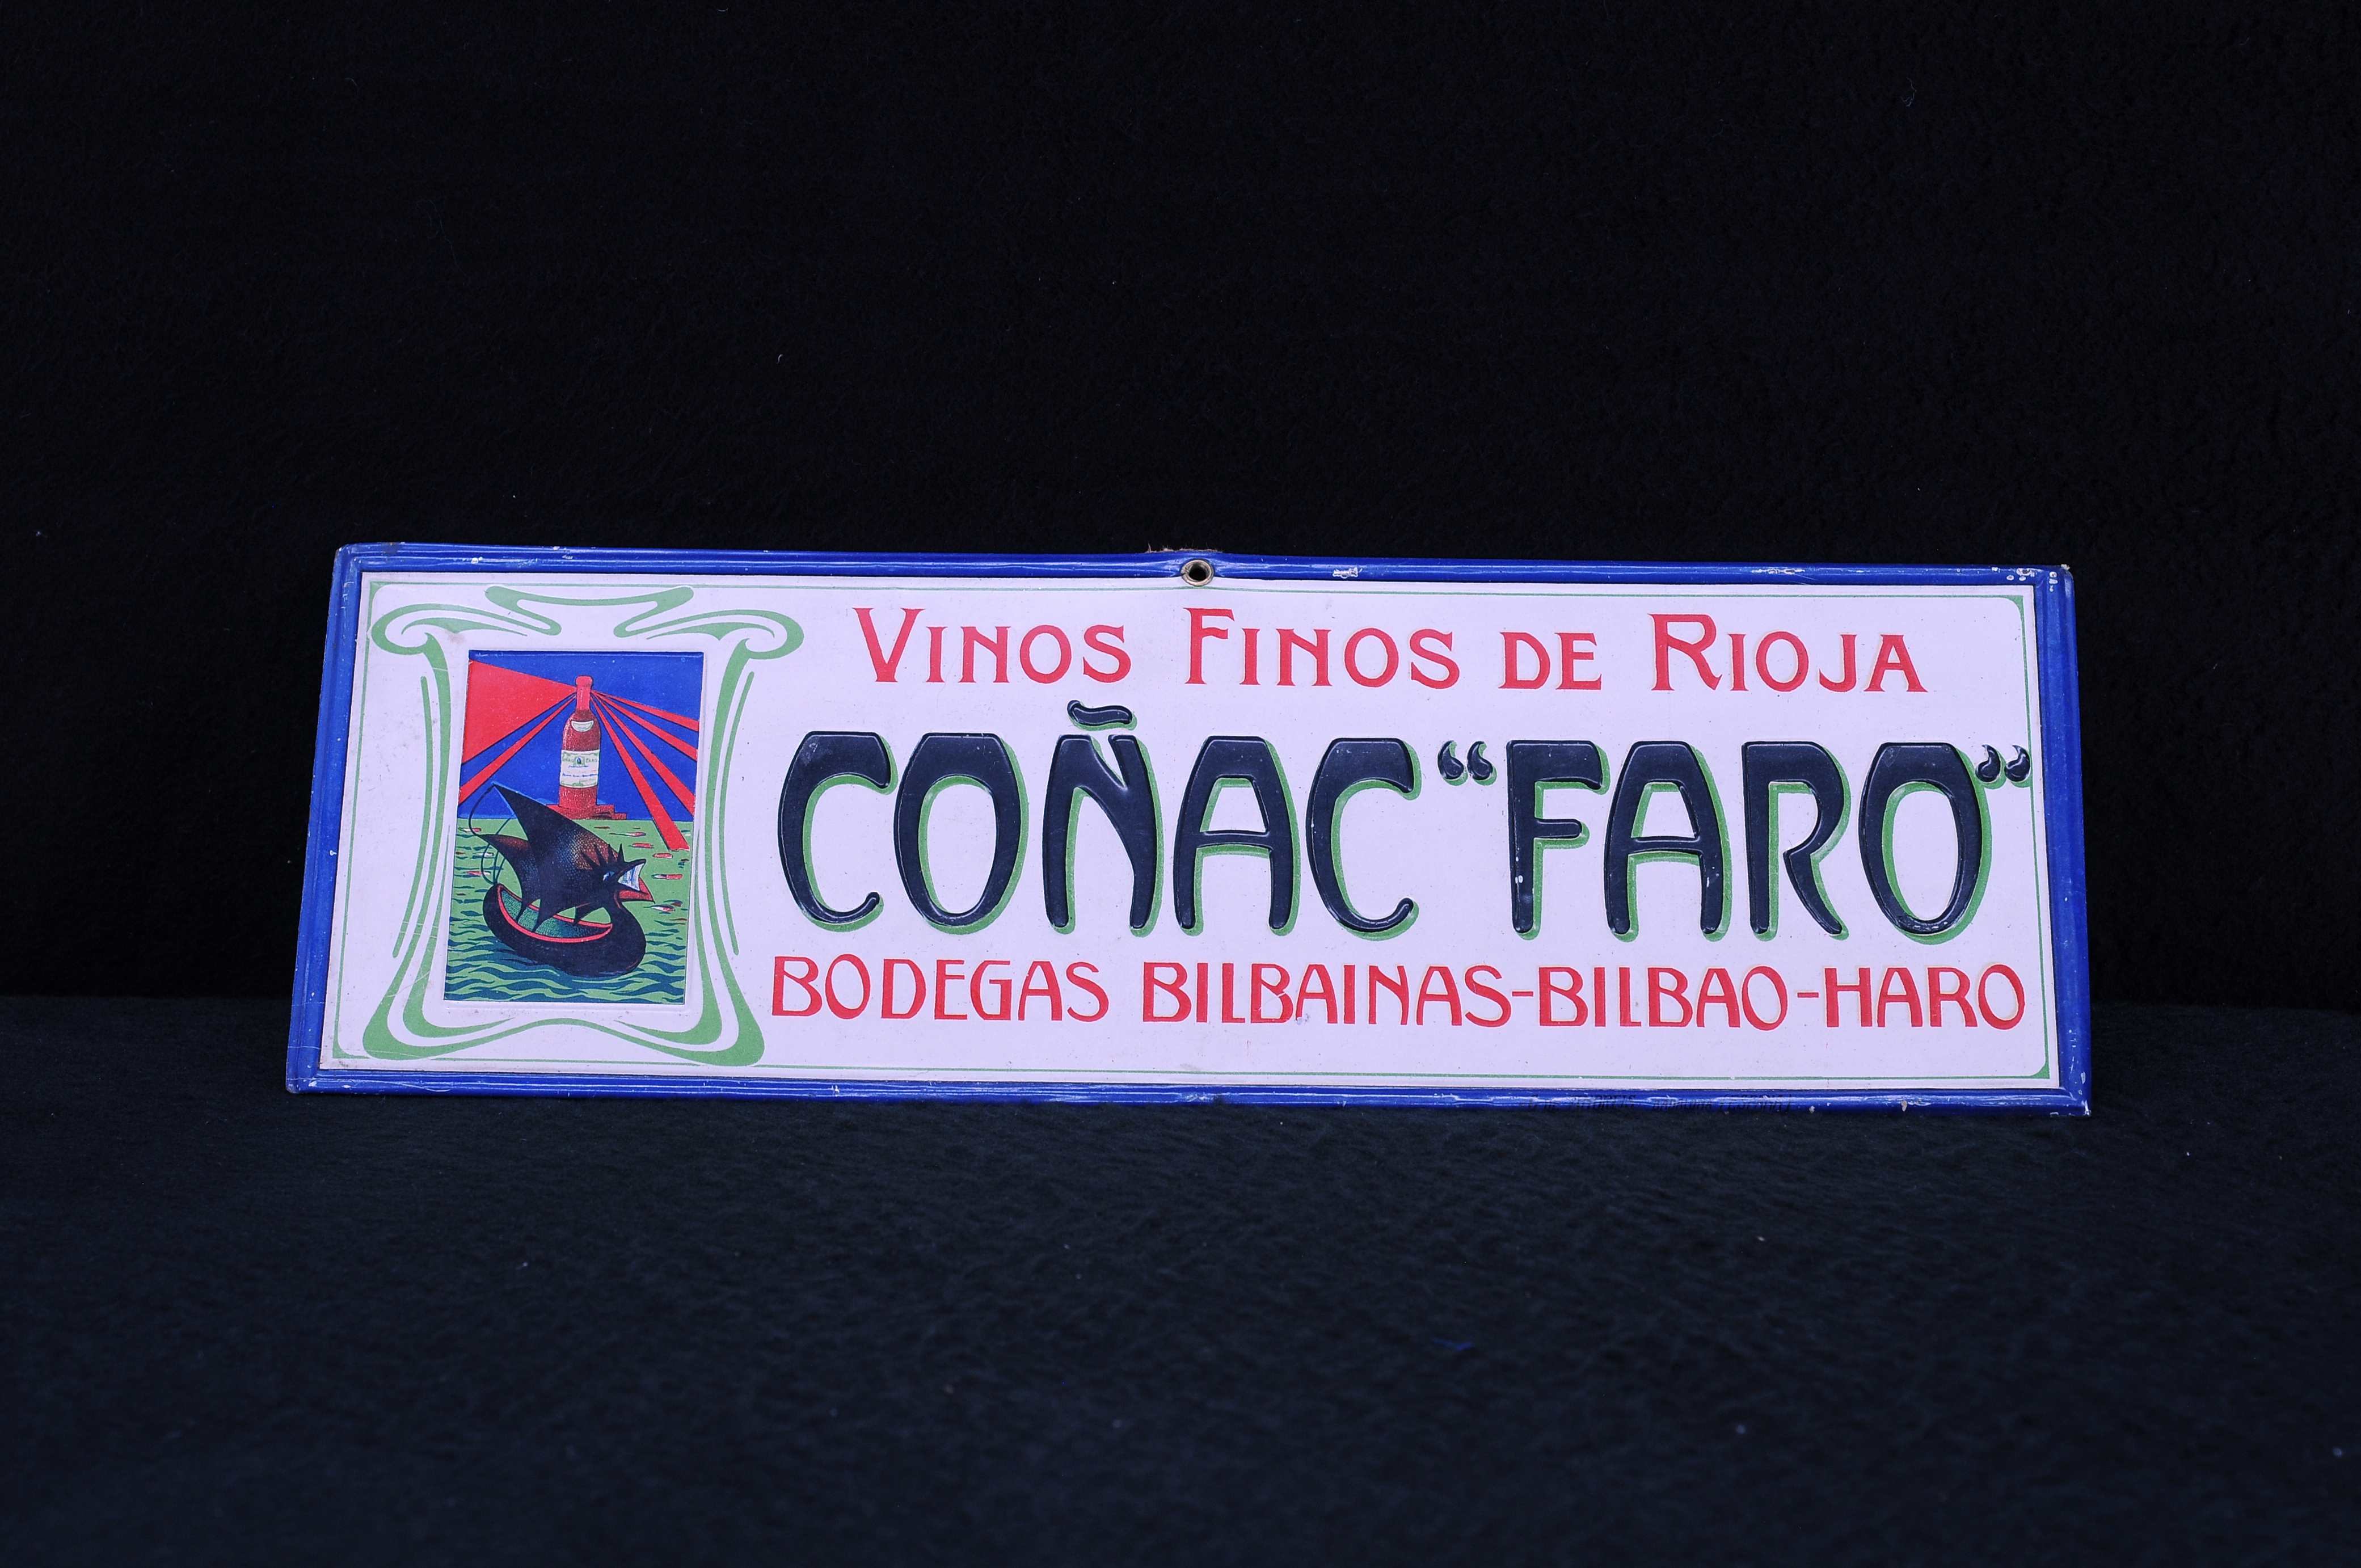 VINOS FINOS DE RIOJA
COÑAC “FARO”
BODEGAS BILBAINAS-BILBAO-HARO